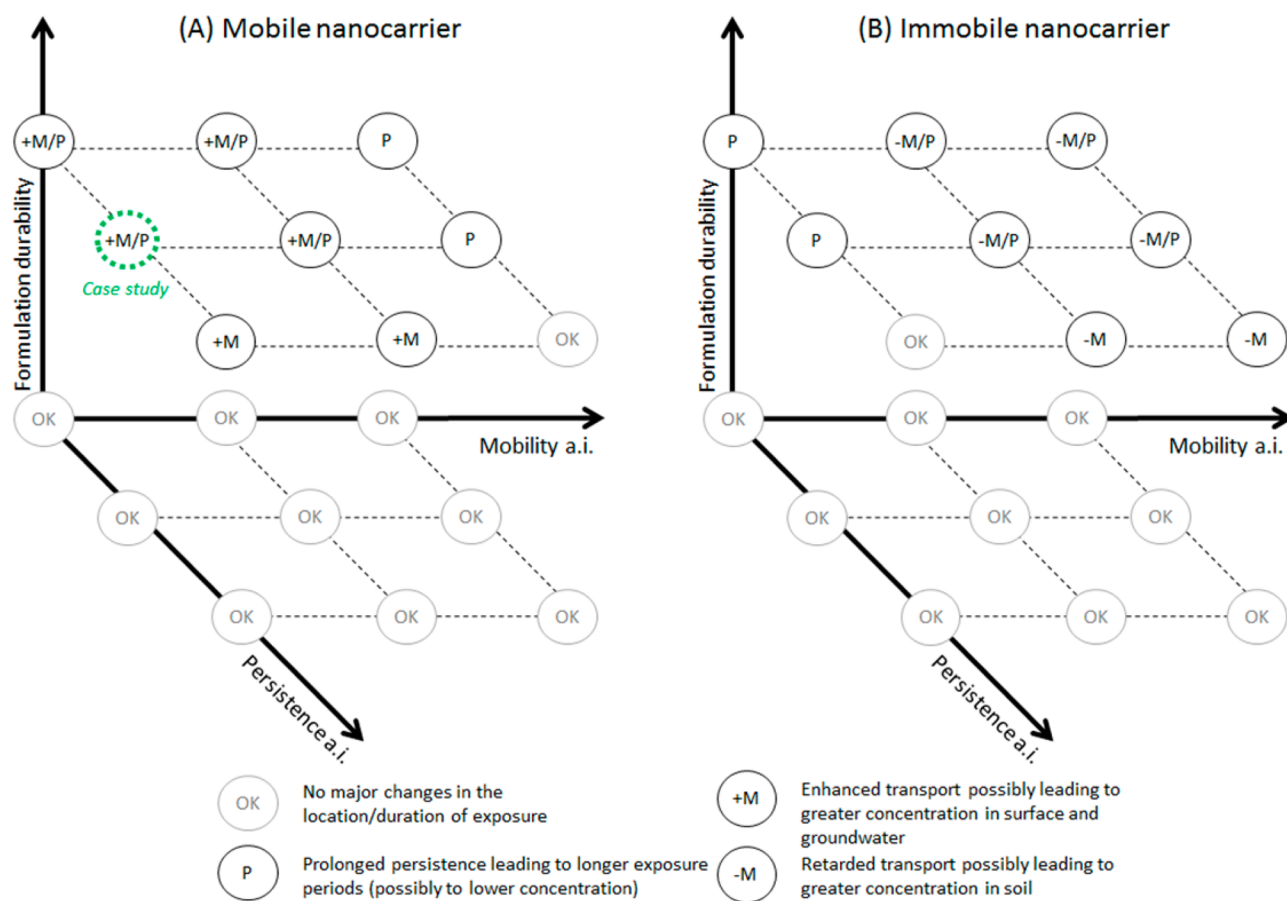 (A) Mobile nanocarrier
Formulation durability
+M/P
+M/P
P
+M/P
+M/P
P
Case study
+M
+M
OK
OK
OK
OK
Mobility a.i.
OK
OK
OK
OK
OK
OK
Persistence a.i.
(B) Immobile nanocarrier
Formulation durability
P
-M/P
-M/P
P
-M/P
-M/P
OK
-M
-M
OK
OK
OK
Mobility a.i.
OK
OK
OK
OK
OK
OK
Persistence a.i.
OK
No major changes in the
location/duration of exposure
P
Prolonged persistence leading to longer exposure
periods (possibly to lower concentration)
+M
Enhanced transport possibly leading to
greater concentration in surface and
groundwater
-M
Retarded transport possibly leading to
greater concentration in soil